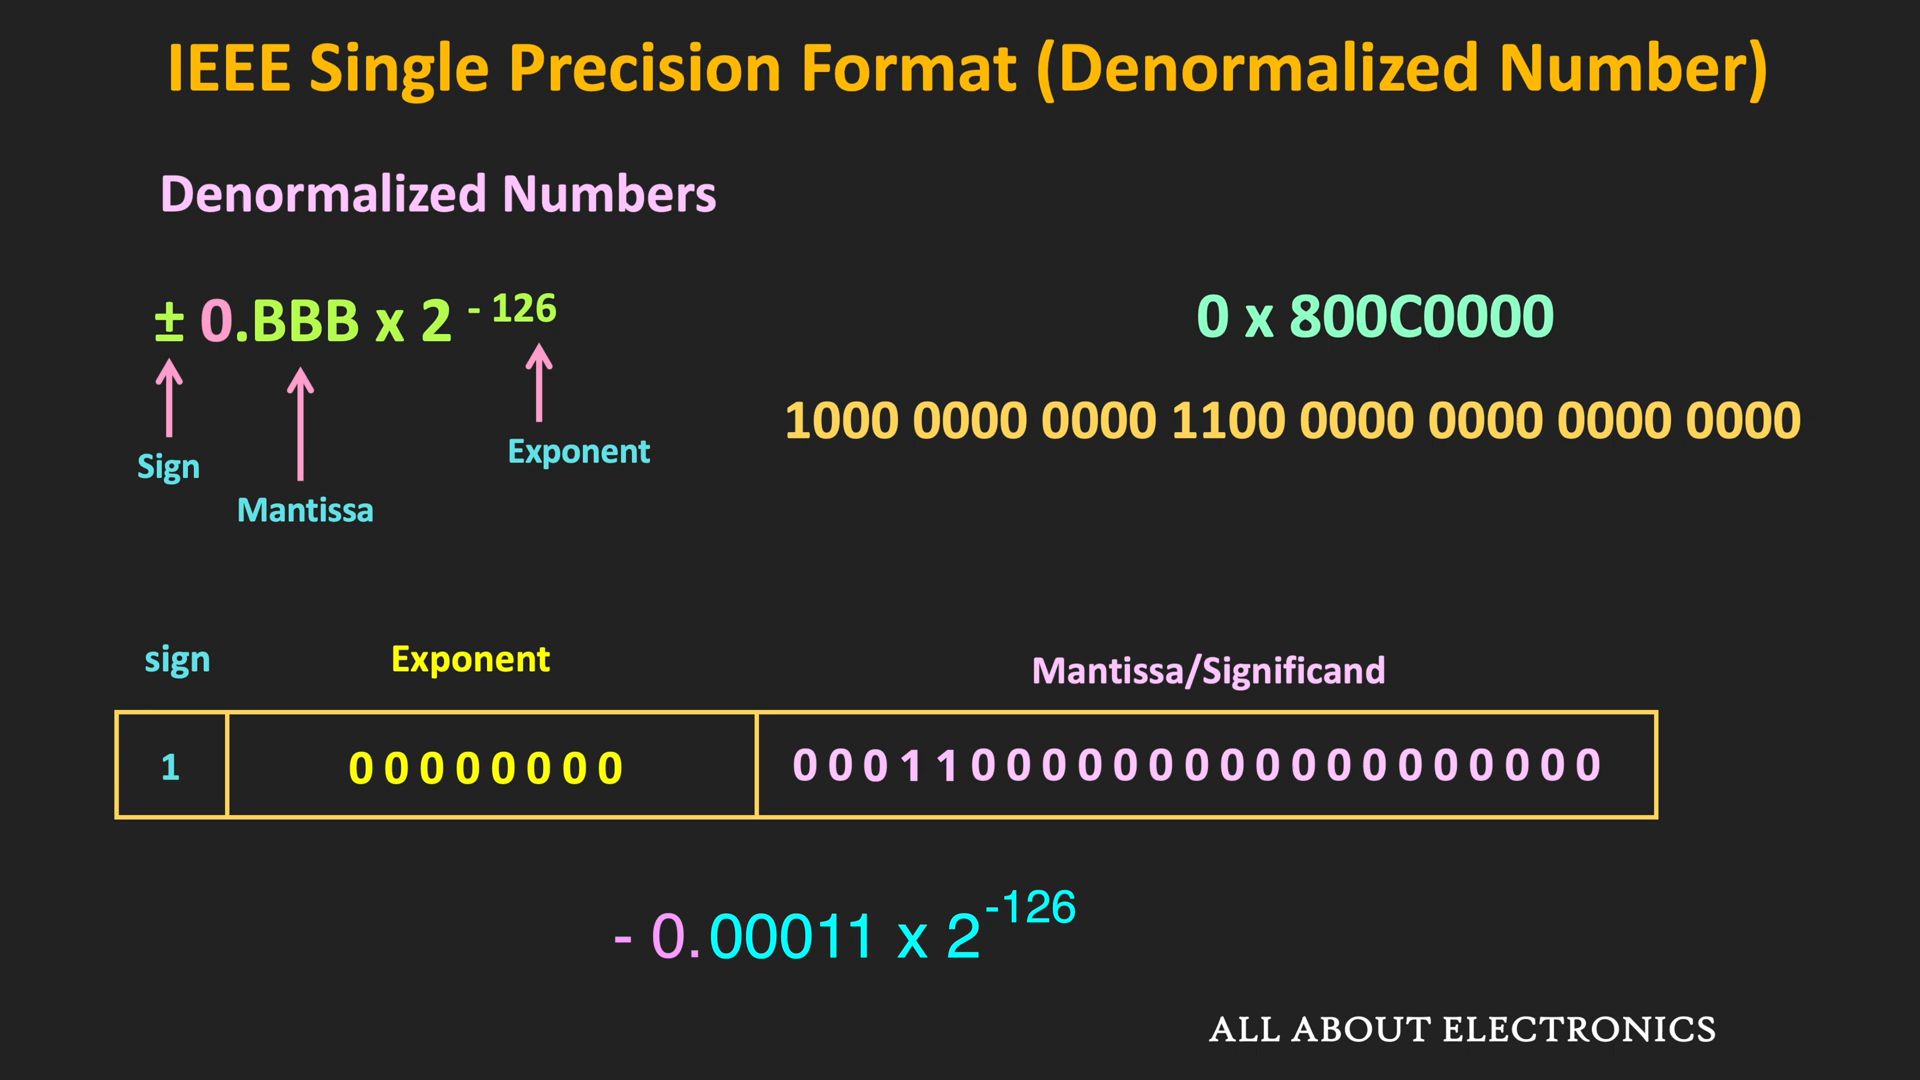 IEEE Single Precision Format (Denormalized Number)
Denormalized Numbers
± 0.BBB x 2 - 126
0 x 800C0000
1000 0000 0000 1100 0000 0000 0000 0000
Exponent
Sign
Mantissa
sign Exponent Mantissa/Significand
1 0 0 0 0 0 0 0 0 0 0 0 1 1 0 0 0 0 0 0 0 0 0 0 0 0 0 0 0 0 0 0
- 0.00011 x 2 -126
ALL ABOUT ELECTRONICS